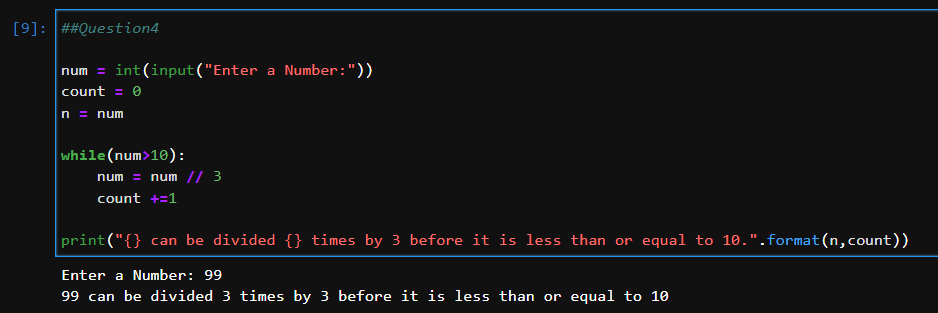 [9]: ##Question4
num = int(input("Enter a Number:"))
count = 0
n = num
while(num>10):
    num = num // 3
    count +=1
print("{} can be divided {} times by 3 before it is less than or equal to 10.".format(n,count))
Enter a Number: 99
99 can be divided 3 times by 3 before it is less than or equal to 10